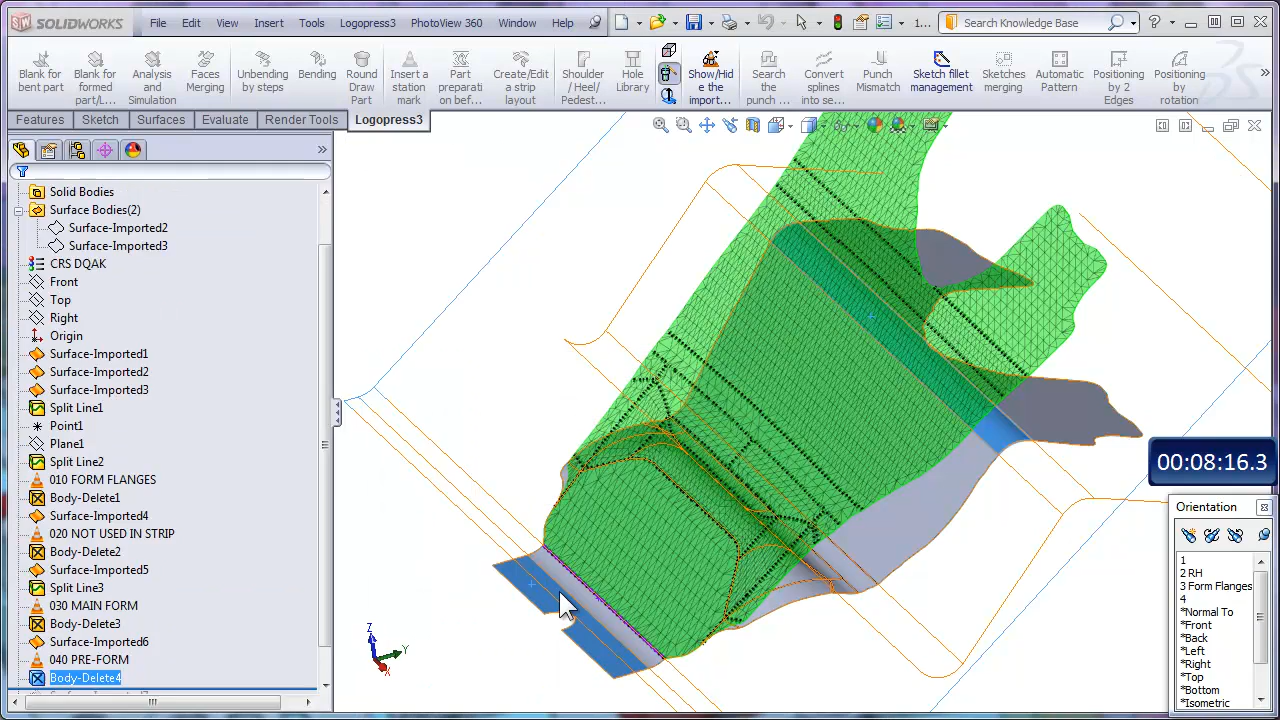 SOLIDWORKS File Edit View Insert Tools Logopress3 PhotoView 360 Window Help 1... Search Knowledge Base ?
Blank for bent part
Blank for formed part/L...
Analysis and Simulation
Faces Merging
Unbending by steps
Bending
Round Draw Part
Insert a station mark
Part preparati on bef...
Create/Edit a strip layout
Shoulder / Heel / Pedest...
Hole Library
Show/Hid e the import...
Search the punch ...
Convert splines into se...
Punch Mismatch
Sketch fillet management
Sketches merging
Automatic Pattern
Positioning by 2 Edges
Positioning by rotation
Features Sketch Surfaces Evaluate Render Tools Logopress3
Solid Bodies
Surface Bodies(2)
Surface-Imported2
Surface-Imported3
CRS DQAK
Front
Top
Right
Origin
Surface-Imported1
Surface-Imported2
Surface-Imported3
Split Line1
Point1
Plane1
Split Line2
010 FORM FLANGES
Body-Delete1
Surface-Imported4
020 NOT USED IN STRIP
Body-Delete2
Surface-Imported5
Split Line3
030 MAIN FORM
Body-Delete3
Surface-Imported6
040 PRE-FORM
Body-Delete4
Z
Y
X
00:08:16.3
Orientation
1
2 RH
3 Form Flanges
4
*Normal To
*Front
*Back
*Left
*Right
*Top
*Bottom
*Isometric